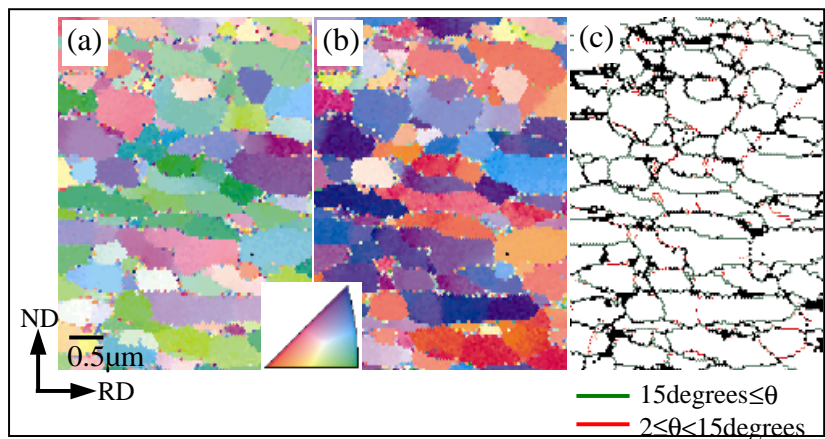 (a) (b) (c)
ND
0.5μm
RD
15degrees≤θ
2≤θ<15degrees